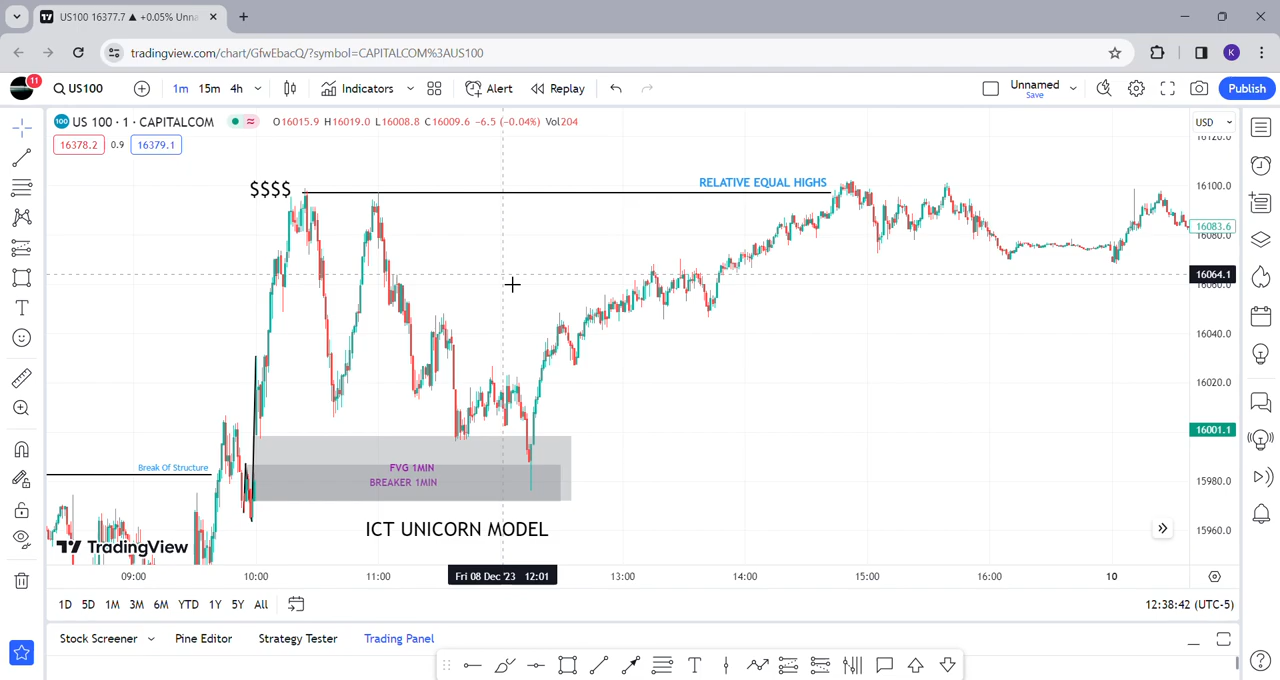 US100 16377.7 ▲ +0.05% Unna
tradingview.com/chart/GfwEbacQ/?symbol=CAPITALCOM%3AUS100
K
11
US100
1m 15m 4h
Indicators
Alert
Replay
Unnamed
Save
Publish
100
US 100 · 1 · CAPITALCOM
O16015.9 H16019.0 L16008.8 C16009.6 -6.5 (-0.04%) Vol204
USD
16378.2 0.9 16379.1
16120.0
$$$$
RELATIVE EQUAL HIGHS
16100.0
16083.6
16080.0
16064.1
16060.0
16040.0
16020.0
16001.1
Break Of Structure
FVG 1MIN
BREAKER 1MIN
15980.0
ICT UNICORN MODEL
15960.0
TradingView
09:00 10:00 11:00 Fri 08 Dec '23 12:01 13:00 14:00 15:00 16:00 10
1D 5D 1M 3M 6M YTD 1Y 5Y All
12:38:42 (UTC-5)
Stock Screener Pine Editor Strategy Tester Trading Panel